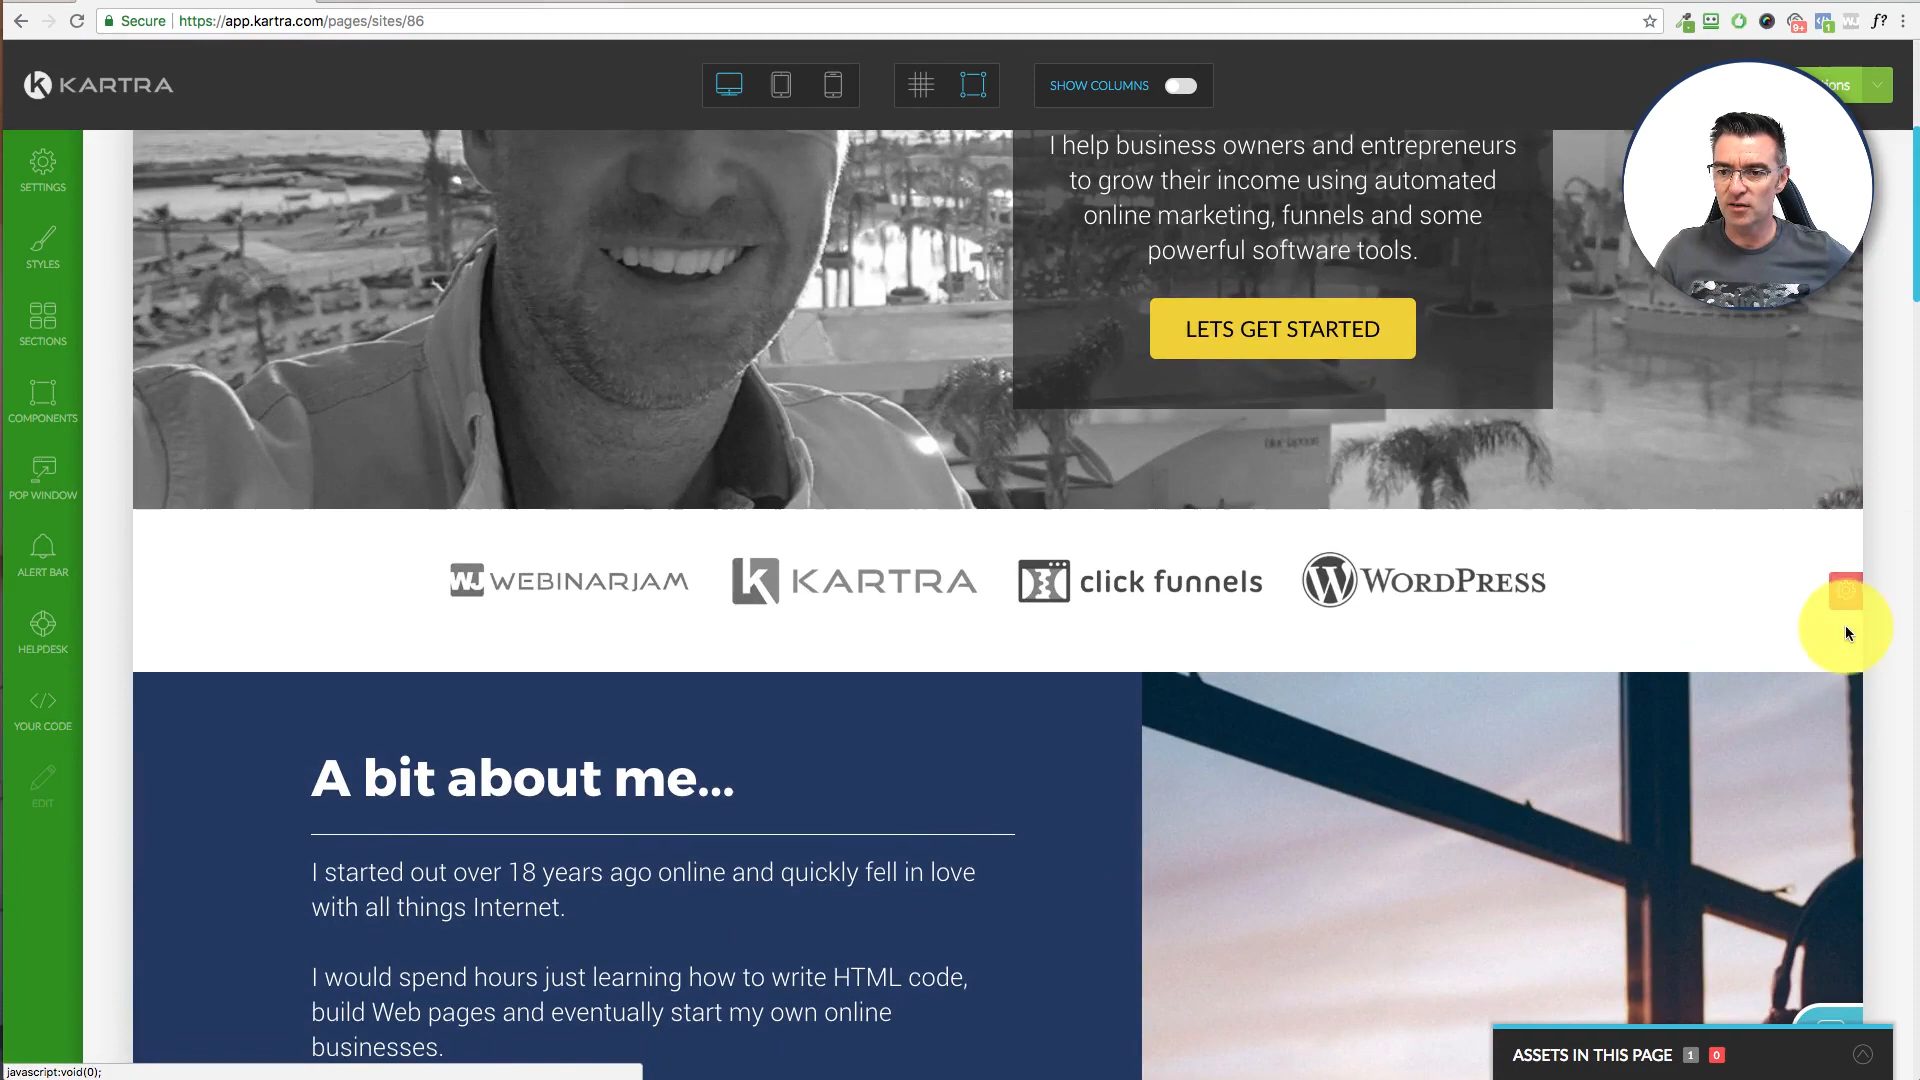 Secure
https://app.kartra.com/pages/sites/86
9+
1
WJ
f?
KARTRA
SHOW COLUMNS
ons
SETTINGS
STYLES
SECTIONS
COMPONENTS
POP WINDOW
ALERT BAR
HELPDESK
YOUR CODE
EDIT
I help business owners and entrepreneurs
to grow their income using automated
online marketing, funnels and some
powerful software tools.
LETS GET STARTED
WJ WEBINARJAM
K KARTRA
click funnels
WORDPRESS
A bit about me...
I started out over 18 years ago online and quickly fell in love
with all things Internet.
I would spend hours just learning how to write HTML code,
build Web pages and eventually start my own online
businesses.
ASSETS IN THIS PAGE 1 0
javascript:void(0);